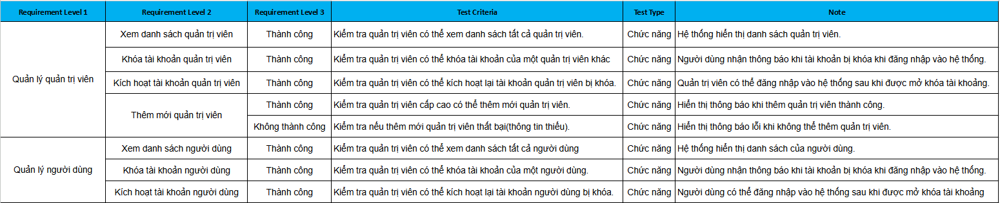 Requirement Level 1 Requirement Level 2 Requirement Level 3 Test Criteria Test Type Note
Quản lý quản trị viên
Xem danh sách quản trị viên Thành công Kiểm tra quản trị viên có thể xem danh sách tất cả quản trị viên. Chức năng Hệ thống hiển thị danh sách quản trị viên.
Khóa tài khoản quản trị viên Thành công Kiểm tra quản trị viên có thể khóa tài khoản của một quản trị viên khác Chức năng Người dùng nhận thông báo khi tài khoản bị khóa khi đăng nhập vào hệ thống.
Kích hoạt tài khoản quản trị viên Thành công Kiểm tra quản trị viên có thể kích hoạt lại tài khoản quản trị viên bị khóa. Chức năng Quản trị viên có thể đăng nhập vào hệ thống sau khi được mở khóa tài khoảng.
Thêm mới quản trị viên
Thành công Kiểm tra quản trị viên cấp cao có thể thêm mới quản trị viên. Chức năng Hiển thị thông báo khi thêm quản trị viên thành công.
Không thành công Kiểm tra nếu thêm mới quản trị viên thất bại(thông tin thiếu). Chức năng Hiển thị thông báo lỗi khi không thể thêm quản trị viên.
Quản lý người dùng
Xem danh sách người dùng Thành công Kiểm tra quản trị viên có thể xem danh sách tất cả người dùng Chức năng Hệ thống hiển thị danh sách của người dùng.
Khóa tài khoản người dùng Thành công Kiểm tra quản trị viên có thể khóa tài khoản của một người dùng. Chức năng Người dùng nhận thông báo khi tài khoản bị khóa khi đăng nhập vào hệ thống.
Kích hoạt tài khoản người dùng Thành công Kiểm tra quản trị viên có thể kích hoạt lại tài khoản người dùng bị khóa. Chức năng Người dùng có thể đăng nhập vào hệ thống sau khi được mở khóa tài khoảng